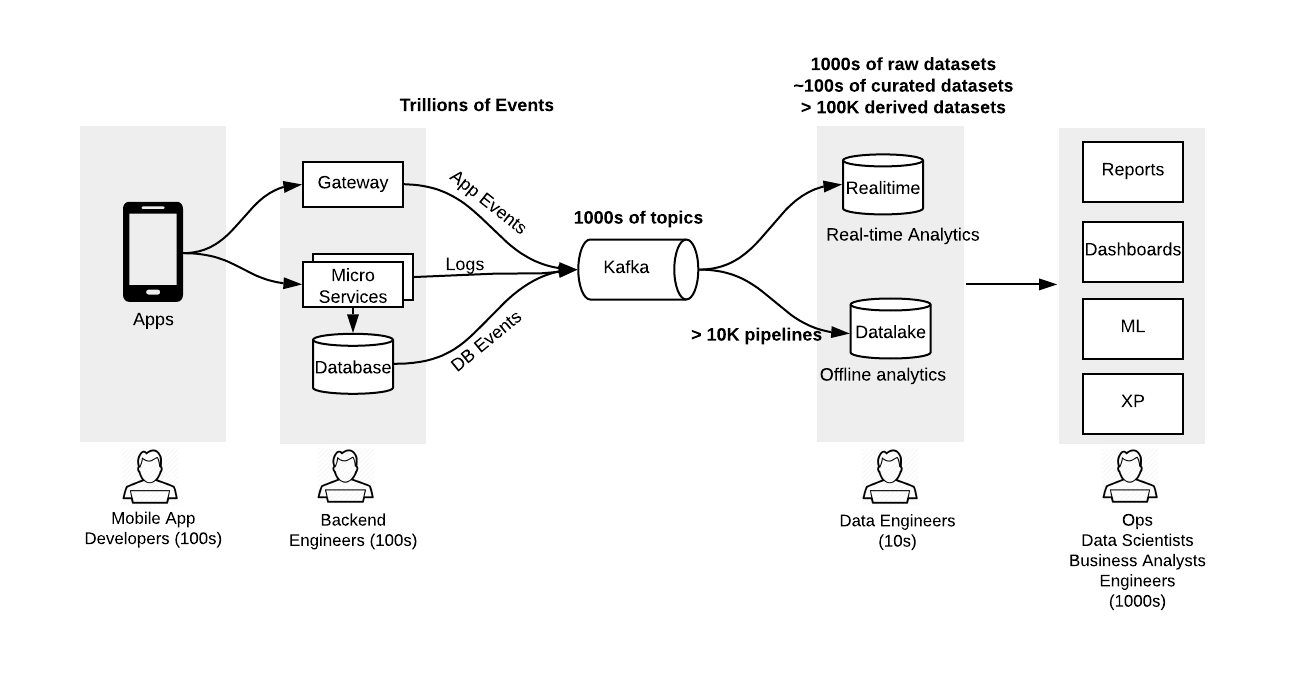 1000s of raw datasets
~100s of curated datasets
> 100K derived datasets
Trillions of Events
Apps
Gateway
Micro
Services
Database
App Events
Logs
DB Events
1000s of topics
Kafka
> 10K pipelines
Realitime
Real-time Analytics
Datalake
Offline analytics
Reports
Dashboards
ML
XP
Mobile App
Developers (100s)
Backend
Engineers (100s)
Data Engineers
(10s)
Ops
Data Scientists
Business Analysts
Engineers
(1000s)